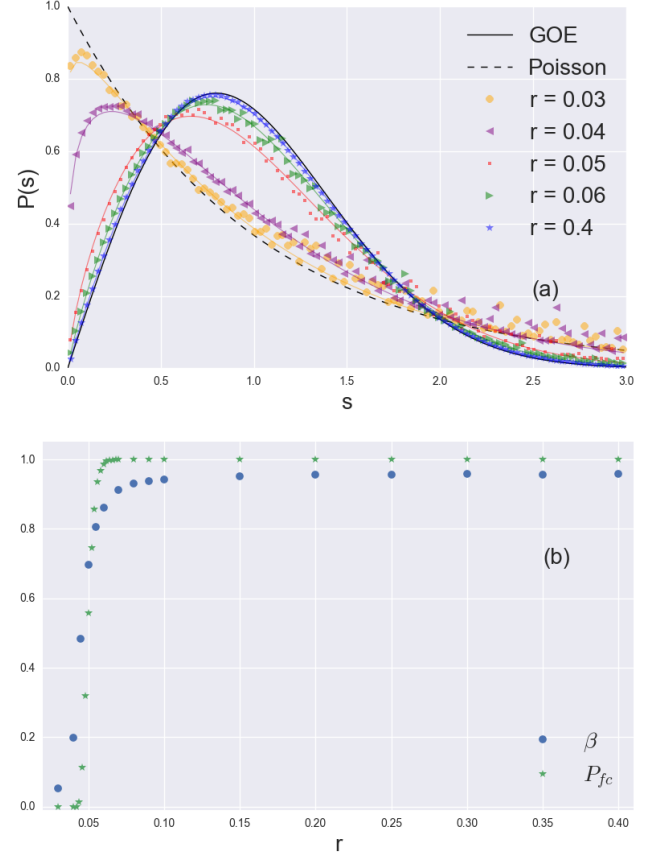 1.0
0.8
0.6
0.4
0.2
0.0
P(s)
GOE
Poisson
r = 0.03
r = 0.04
r = 0.05
r = 0.06
r = 0.4
(a)
0.0 0.5 1.0 1.5 2.0 2.5 3.0
s
1.0
0.8
0.6
0.4
0.2
0.0
(b)
β
P_{fc}
0.05 0.10 0.15 0.20 0.25 0.30 0.35 0.40
r